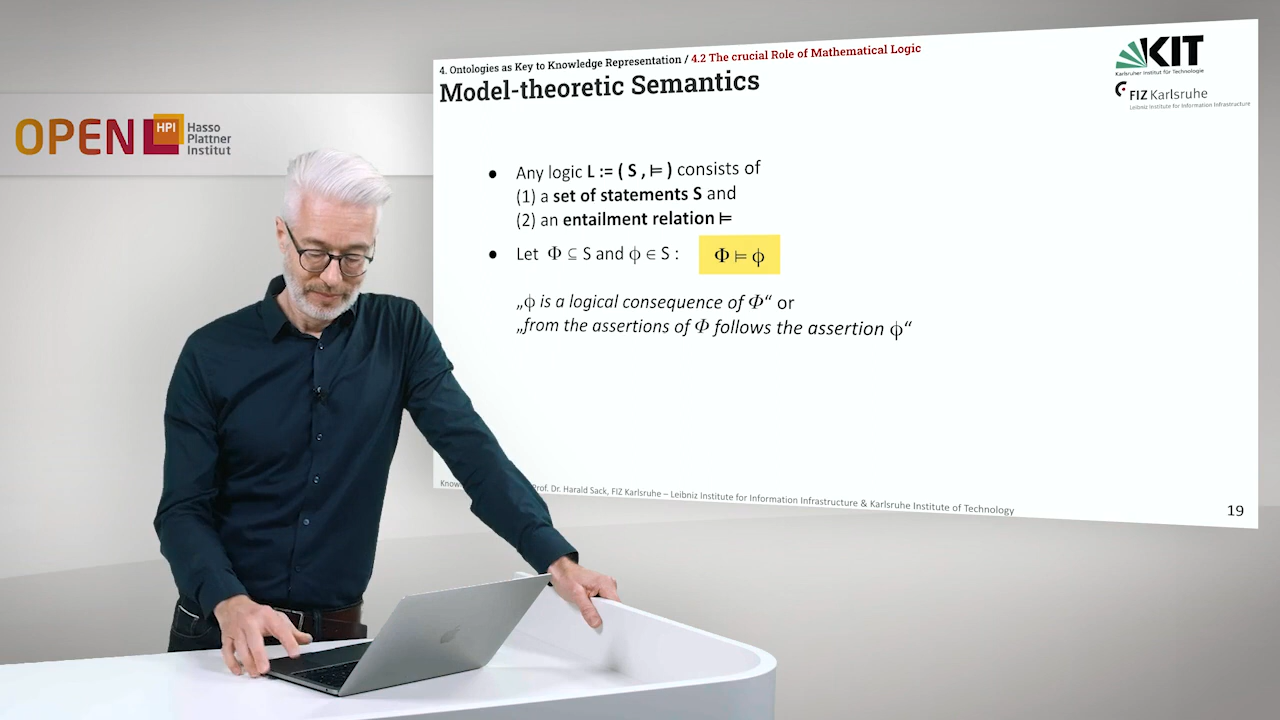 OPEN HPI Hasso
Plattner
Institut
4. Ontologies as Key to Knowledge Representation / 4.2 The crucial Role of Mathematical Logic
Model-theoretic Semantics
KIT
Karlsruher Institut für Technologie
FIZ Karlsruhe
Leibniz Institute for Information Infrastructure
● Any logic L := ( S , ⊨ ) consists of
(1) a set of statements S and
(2) an entailment relation ⊨
● Let Φ ⊆ S and ϕ ∈ S : Φ ⊨ ϕ
„ϕ is a logical consequence of Φ“ or
„from the assertions of Φ follows the assertion ϕ“
Prof. Dr. Harald Sack, FIZ Karlsruhe – Leibniz Institute for Information Infrastructure & Karlsruhe Institute of Technology
19